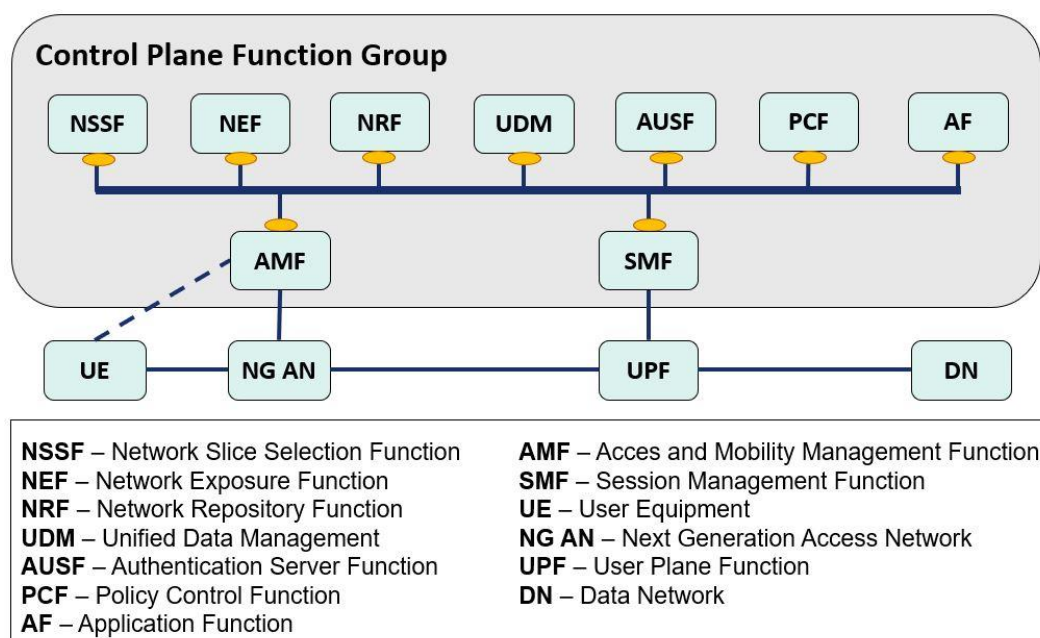 Control Plane Function Group
NSSF NEF NRF UDM AUSF PCF AF
AMF SMF
UE NG AN UPF DN
NSSF – Network Slice Selection Function
NEF – Network Exposure Function
NRF – Network Repository Function
UDM – Unified Data Management
AUSF – Authentication Server Function
PCF – Policy Control Function
AF – Application Function
AMF – Acces and Mobility Management Function
SMF – Session Management Function
UE – User Equipment
NG AN – Next Generation Access Network
UPF – User Plane Function
DN – Data Network